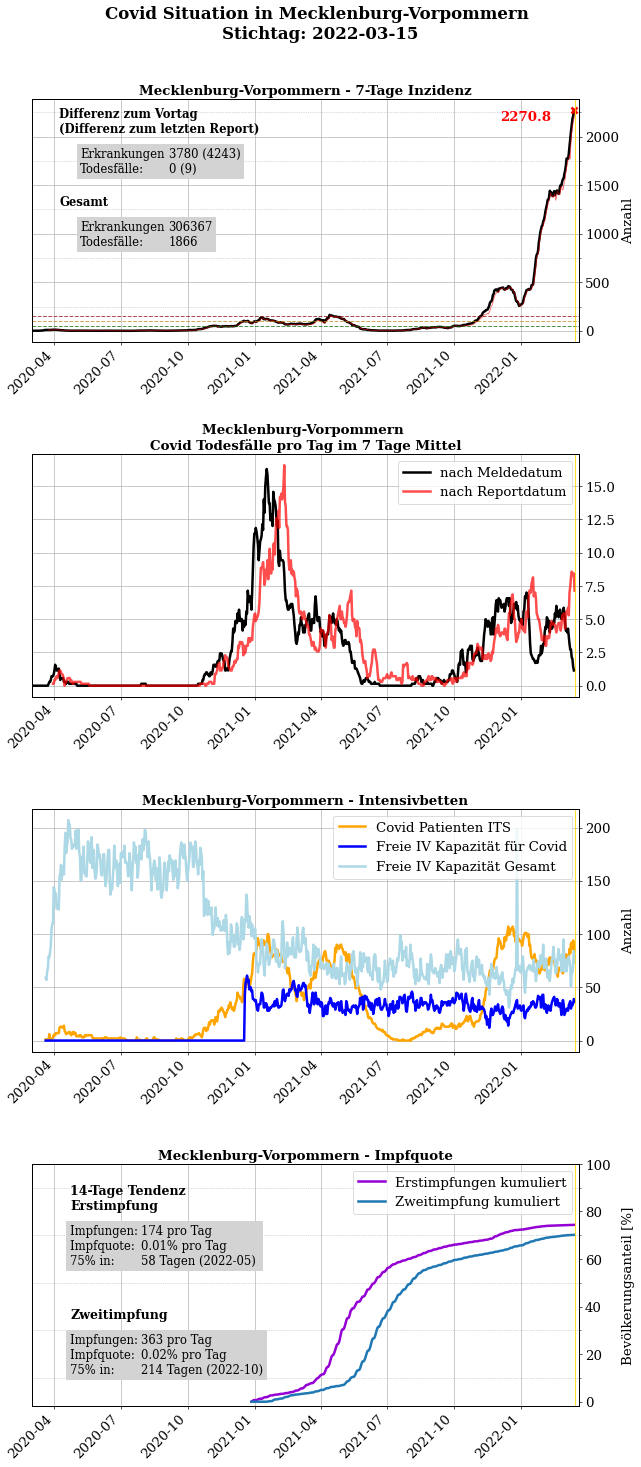 Covid Situation in Mecklenburg-Vorpommern
Stichtag: 2022-03-15
Mecklenburg-Vorpommern - 7-Tage Inzidenz
Differenz zum Vortag
(Differenz zum letzten Report)
Erkrankungen 3780 (4243)
Todesfälle: 0 (9)
Gesamt
Erkrankungen 306367
Todesfälle: 1866
2270.8
2000
1500
1000
500
0
Anzahl
2020-04
2020-07
2020-10
2021-01
2021-04
2021-07
2021-10
2022-01
Mecklenburg-Vorpommern
Covid Todesfälle pro Tag im 7 Tage Mittel
nach Meldedatum
nach Reportdatum
15.0
12.5
10.0
7.5
5.0
2.5
0.0
2020-04
2020-07
2020-10
2021-01
2021-04
2021-07
2021-10
2022-01
Mecklenburg-Vorpommern - Intensivbetten
Covid Patienten ITS
Freie IV Kapazität für Covid
Freie IV Kapazität Gesamt
200
150
100
50
0
Anzahl
2020-04
2020-07
2020-10
2021-01
2021-04
2021-07
2021-10
2022-01
Mecklenburg-Vorpommern - Impfquote
14-Tage Tendenz
Erstimpfung
Impfungen: 174 pro Tag
Impfquote: 0.01% pro Tag
75% in: 58 Tagen (2022-05)
Zweitimpfung
Impfungen: 363 pro Tag
Impfquote: 0.02% pro Tag
75% in: 214 Tagen (2022-10)
Erstimpfungen kumuliert
Zweitimpfung kumuliert
100
80
60
40
20
0
Bevölkerungsanteil [%]
2020-04
2020-07
2020-10
2021-01
2021-04
2021-07
2021-10
2022-01